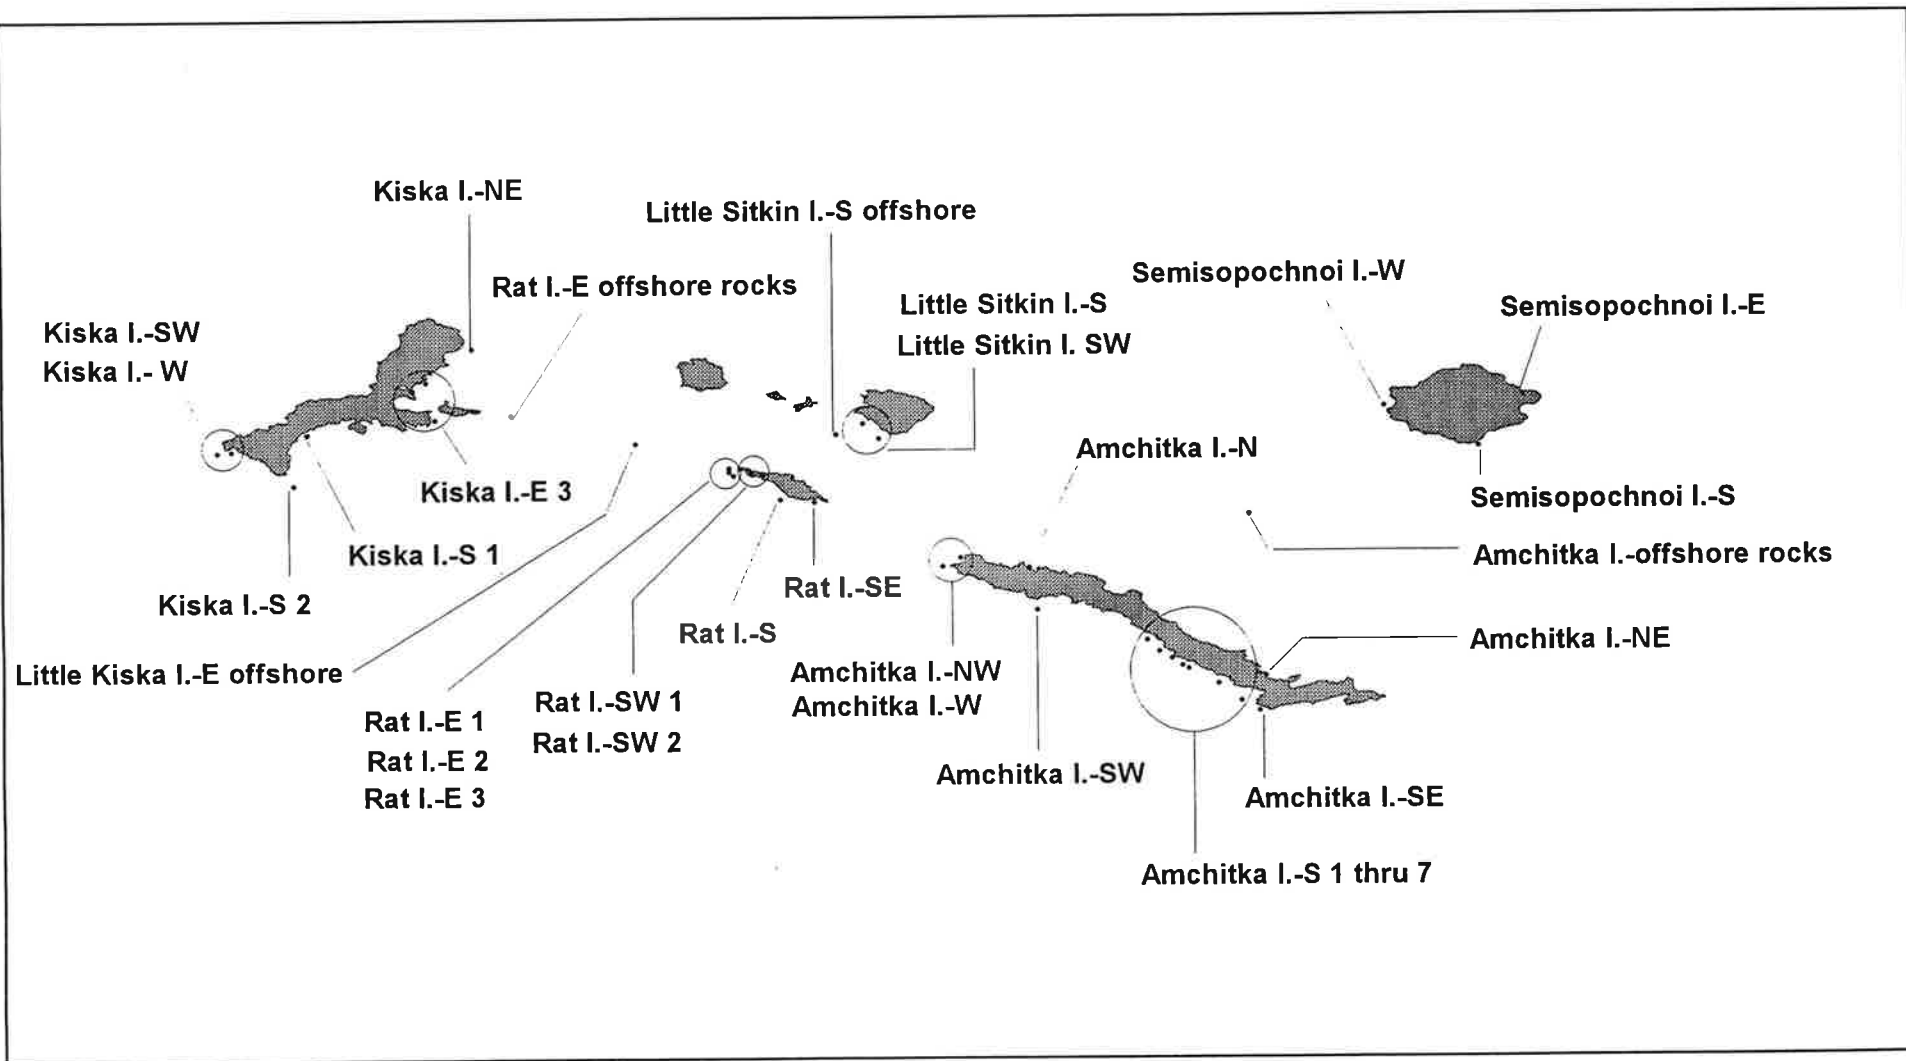 Kiska I.-NE
Little Sitkin I.-S offshore
Rat I.-E offshore rocks
Semisopochnoi I.-W
Semisopochnoi I.-E
Little Sitkin I.-S
Little Sitkin I. SW
Kiska I.-SW
Kiska I.- W
Amchitka I.-N
Kiska I.-E 3
Semisopochnoi I.-S
Kiska I.-S 1
Amchitka I.-offshore rocks
Kiska I.-S 2
Rat I.-SE
Rat I.-S
Amchitka I.-NE
Little Kiska I.-E offshore
Amchitka I.-NW
Amchitka I.-W
Rat I.-SW 1
Rat I.-SW 2
Rat I.-E 1
Rat I.-E 2
Rat I.-E 3
Amchitka I.-SW
Amchitka I.-SE
Amchitka I.-S 1 thru 7